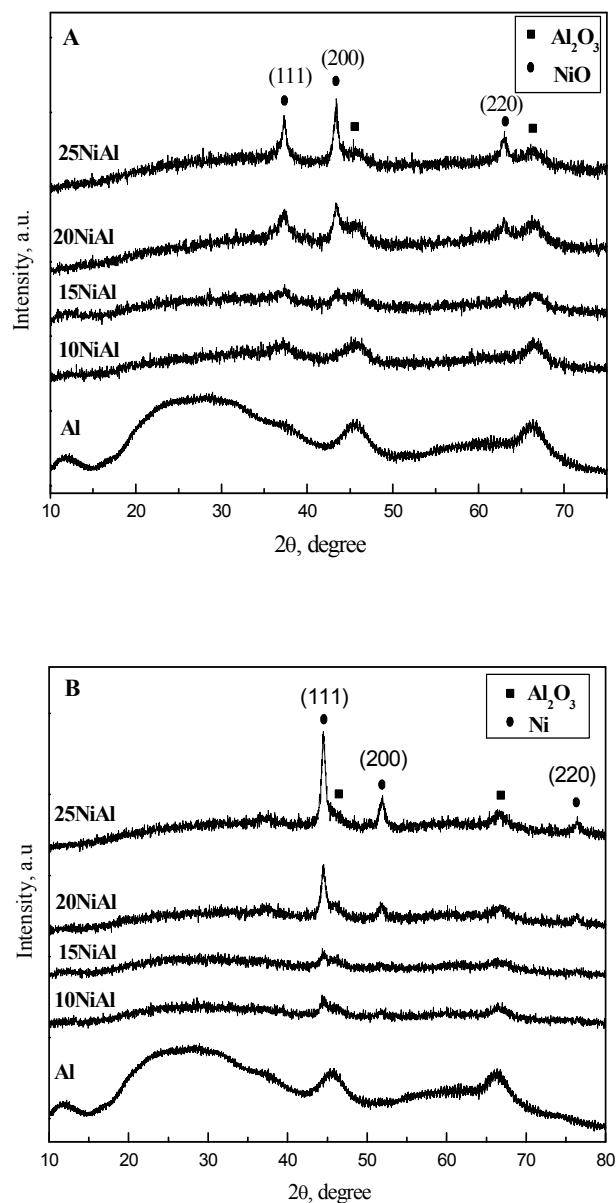 A
■ Al₂O₃
● NiO
(111)
(200)
(220)
25NiAl
20NiAl
15NiAl
10NiAl
Al
Intensity, a.u.
10 20 30 40 50 60 70
2θ, degree
B
■ Al₂O₃
● Ni
(111)
(200)
(220)
25NiAl
20NiAl
15NiAl
10NiAl
Al
Intensity, a.u
10 20 30 40 50 60 70 80
2θ, degree